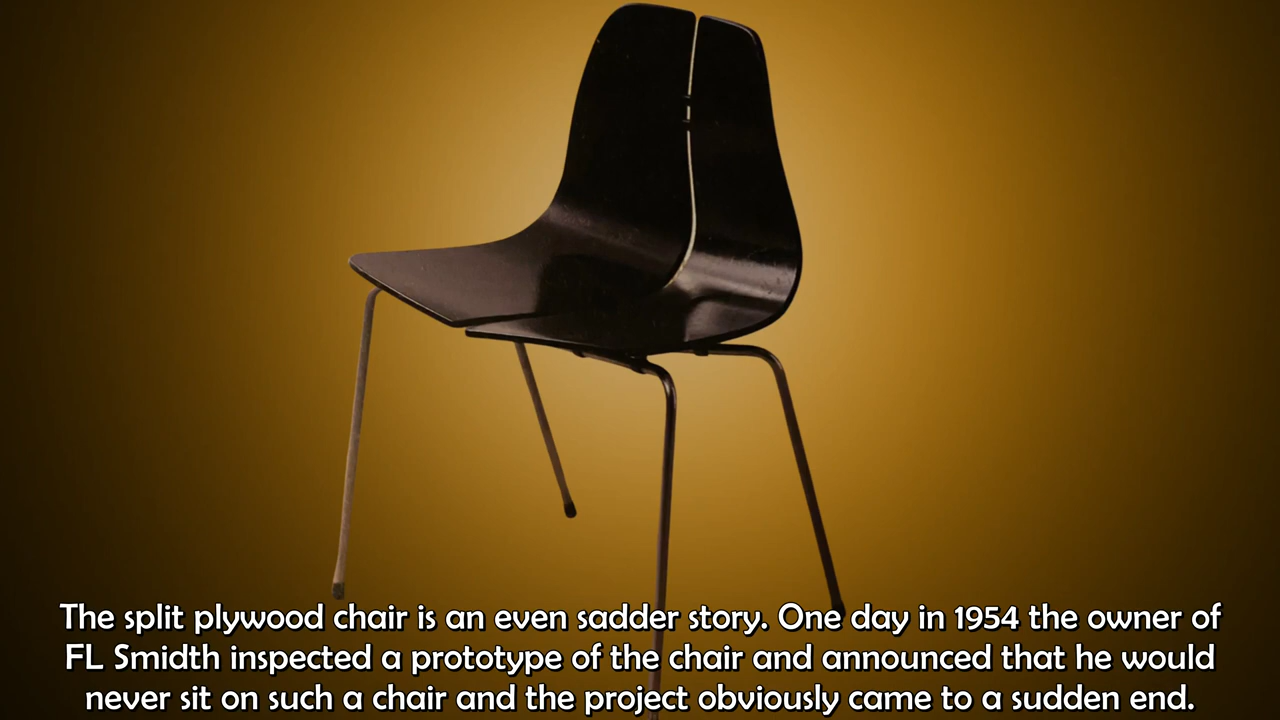 The split plywood chair is an even sadder story. One day in 1954 the owner of
FL Smidth inspected a prototype of the chair and announced that he would
never sit on such a chair and the project obviously came to a sudden end.